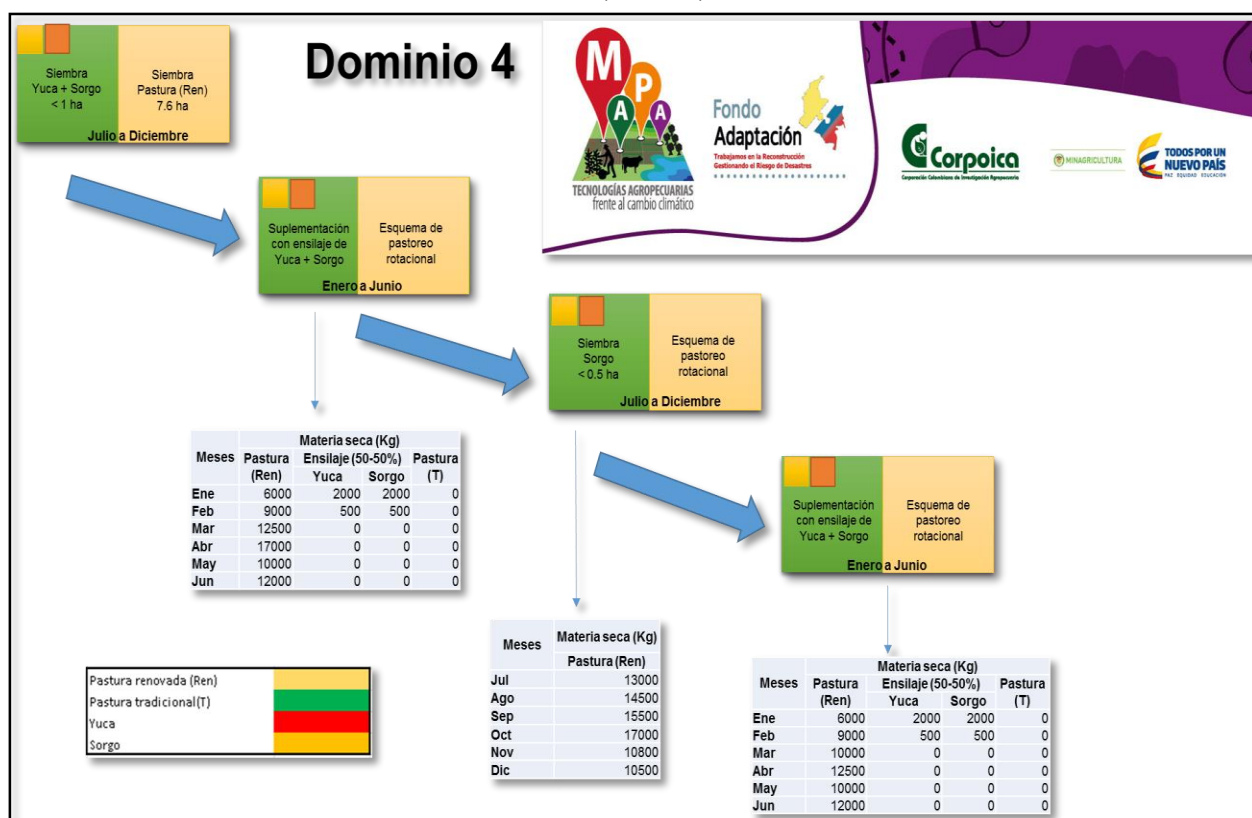 Dominio 4
Siembra
Yuca + Sorgo
< 1 ha
Siembra
Pastura (Ren)
7.6 ha
Julio a Diciembre
M
A
P
A
TECNOLOGÍAS AGROPECUARIAS
frente al cambio climático
Fondo
Adaptación
Trabajamos en la Reconstrucción
Gestionando el Riesgo de Desastres
Corpoica
Corporación Colombiana de Investigación Agropecuaria
MINAGRICULTURA
TODOS POR UN
NUEVO PAÍS
PAZ EQUIDAD EDUCACIÓN
Suplementación
con ensilaje de
Yuca + Sorgo
Esquema de
pastoreo
rotacional
Enero a Junio
Siembra
Sorgo
< 0.5 ha
Esquema de
pastoreo
rotacional
Julio a Diciembre
Suplementación
con ensilaje de
Yuca + Sorgo
Esquema de
pastoreo
rotacional
Enero a Junio
Materia seca (Kg)
Meses Pastura (Ren) Ensilaje (50-50%) Pastura (T)
Yuca Sorgo
Ene 6000 2000 2000 0
Feb 9000 500 500 0
Mar 12500 0 0 0
Abr 17000 0 0 0
May 10000 0 0 0
Jun 12000 0 0 0
Meses Materia seca (Kg)
Pastura (Ren)
Jul 13000
Ago 14500
Sep 15500
Oct 17000
Nov 10800
Dic 10500
Materia seca (Kg)
Meses Pastura (Ren) Ensilaje (50-50%) Pastura (T)
Yuca Sorgo
Ene 6000 2000 2000 0
Feb 9000 500 500 0
Mar 10000 0 0 0
Abr 12500 0 0 0
May 10000 0 0 0
Jun 12000 0 0 0
Pastura renovada (Ren)
Pastura tradicional(T)
Yuca
Sorgo